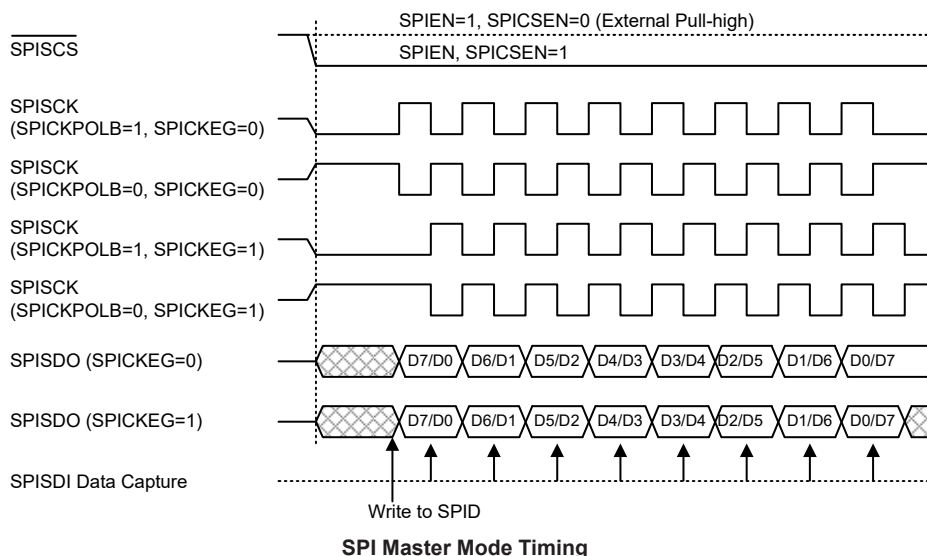 SPIEN=1, SPICSEN=0 (External Pull-high)
SPISCS
SPIEN, SPICSEN=1
SPISCK
(SPICKPOLB=1, SPICKEG=0)
SPISCK
(SPICKPOLB=0, SPICKEG=0)
SPISCK
(SPICKPOLB=1, SPICKEG=1)
SPISCK
(SPICKPOLB=0, SPICKEG=1)
SPISDO (SPICKEG=0) D7/D0 D6/D1 D5/D2 D4/D3 D3/D4 D2/D5 D1/D6 D0/D7
SPISDO (SPICKEG=1) D7/D0 D6/D1 D5/D2 D4/D3 D3/D4 D2/D5 D1/D6 D0/D7
SPISDI Data Capture
Write to SPID
SPI Master Mode Timing